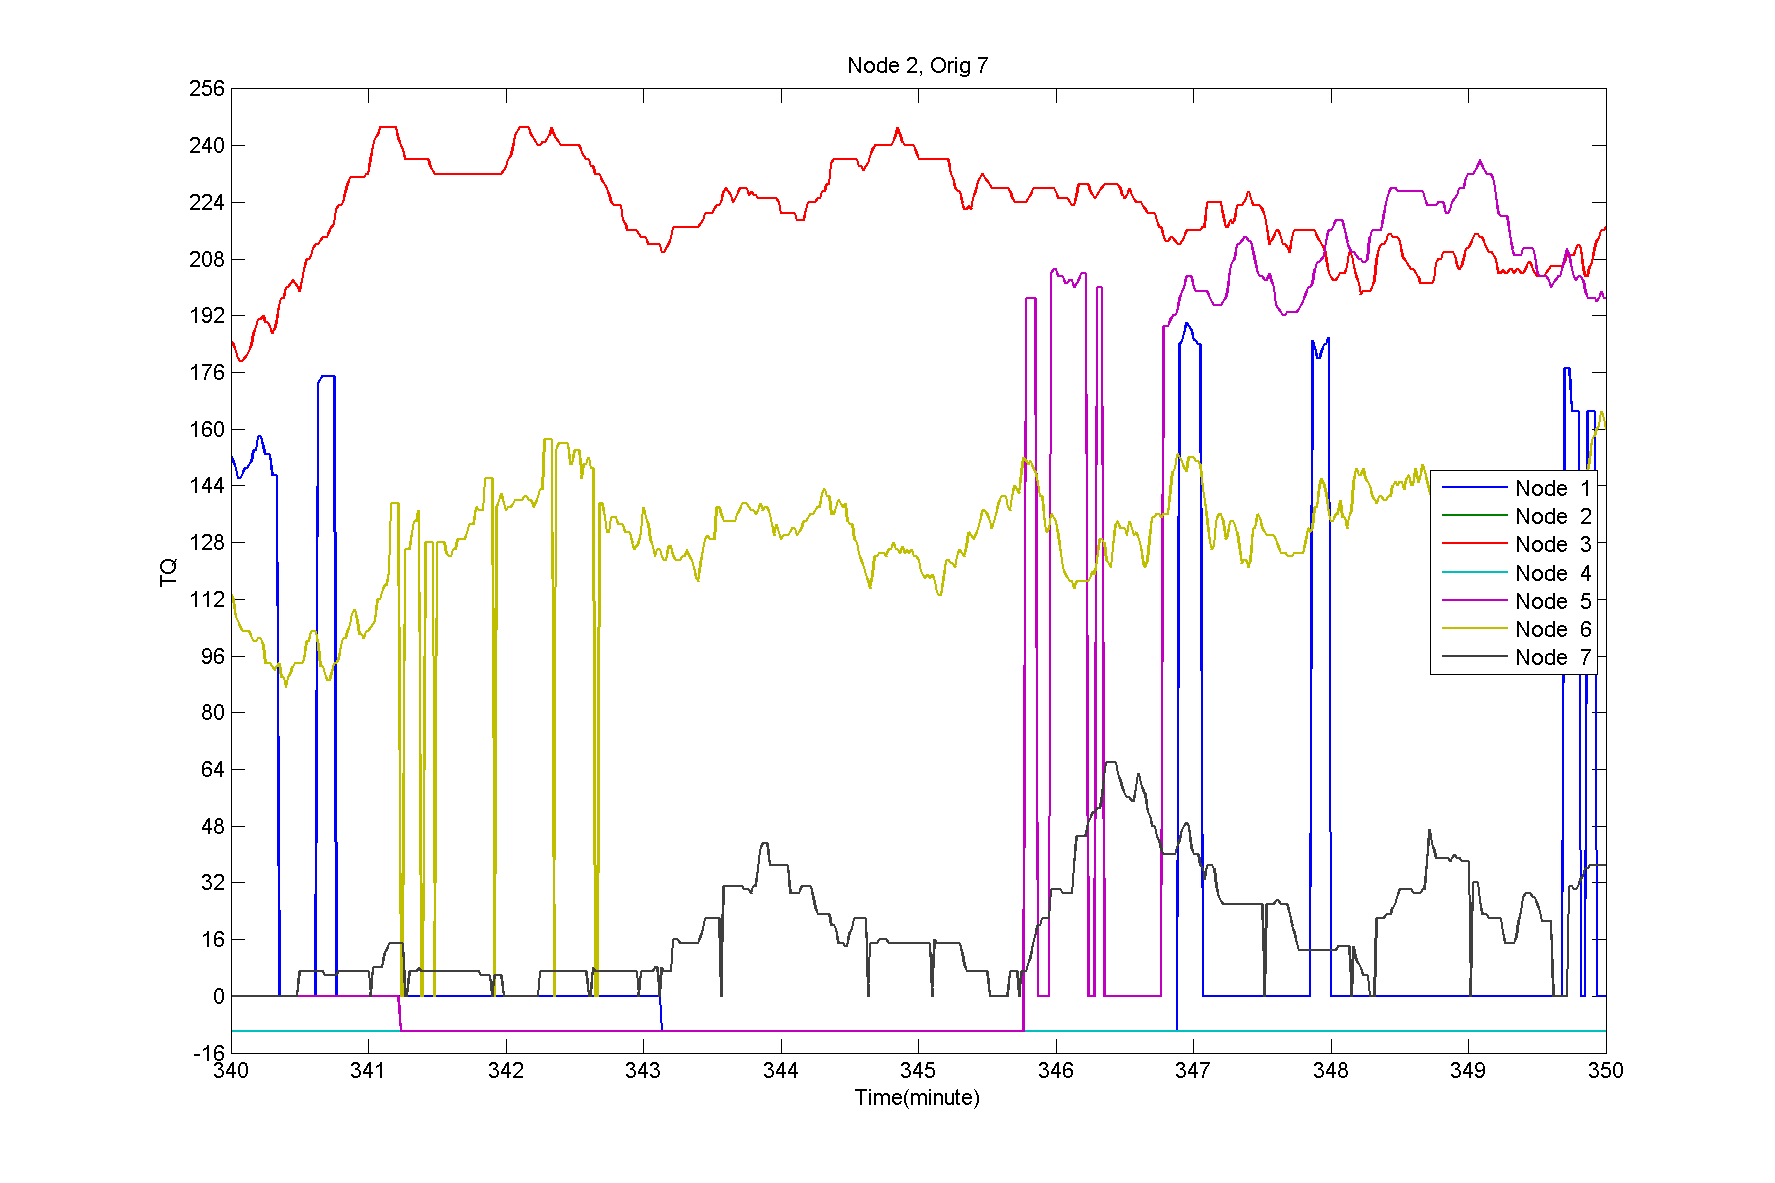 Node 2, Orig 7
256
240
224
208
192
176
160
144
128
112
96
80
64
48
32
16
0
-16
TQ
Node 1
Node 2
Node 3
Node 4
Node 5
Node 6
Node 7
340 341 342 343 344 345 346 347 348 349 350
Time(minute)